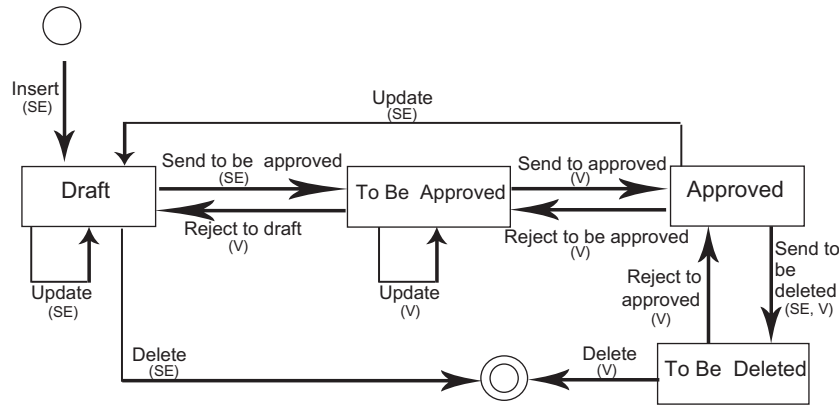 Insert
(SE)
Update
(SE)
Draft
Send to be approved
(SE)
To Be Approved
Send to approved
(V)
Approved
Reject to draft
(V)
Reject to be approved
(V)
Update
(SE)
Update
(V)
Reject to
approved
(V)
Send to
be
deleted
(SE, V)
Delete
(SE)
Delete
(V)
To Be Deleted